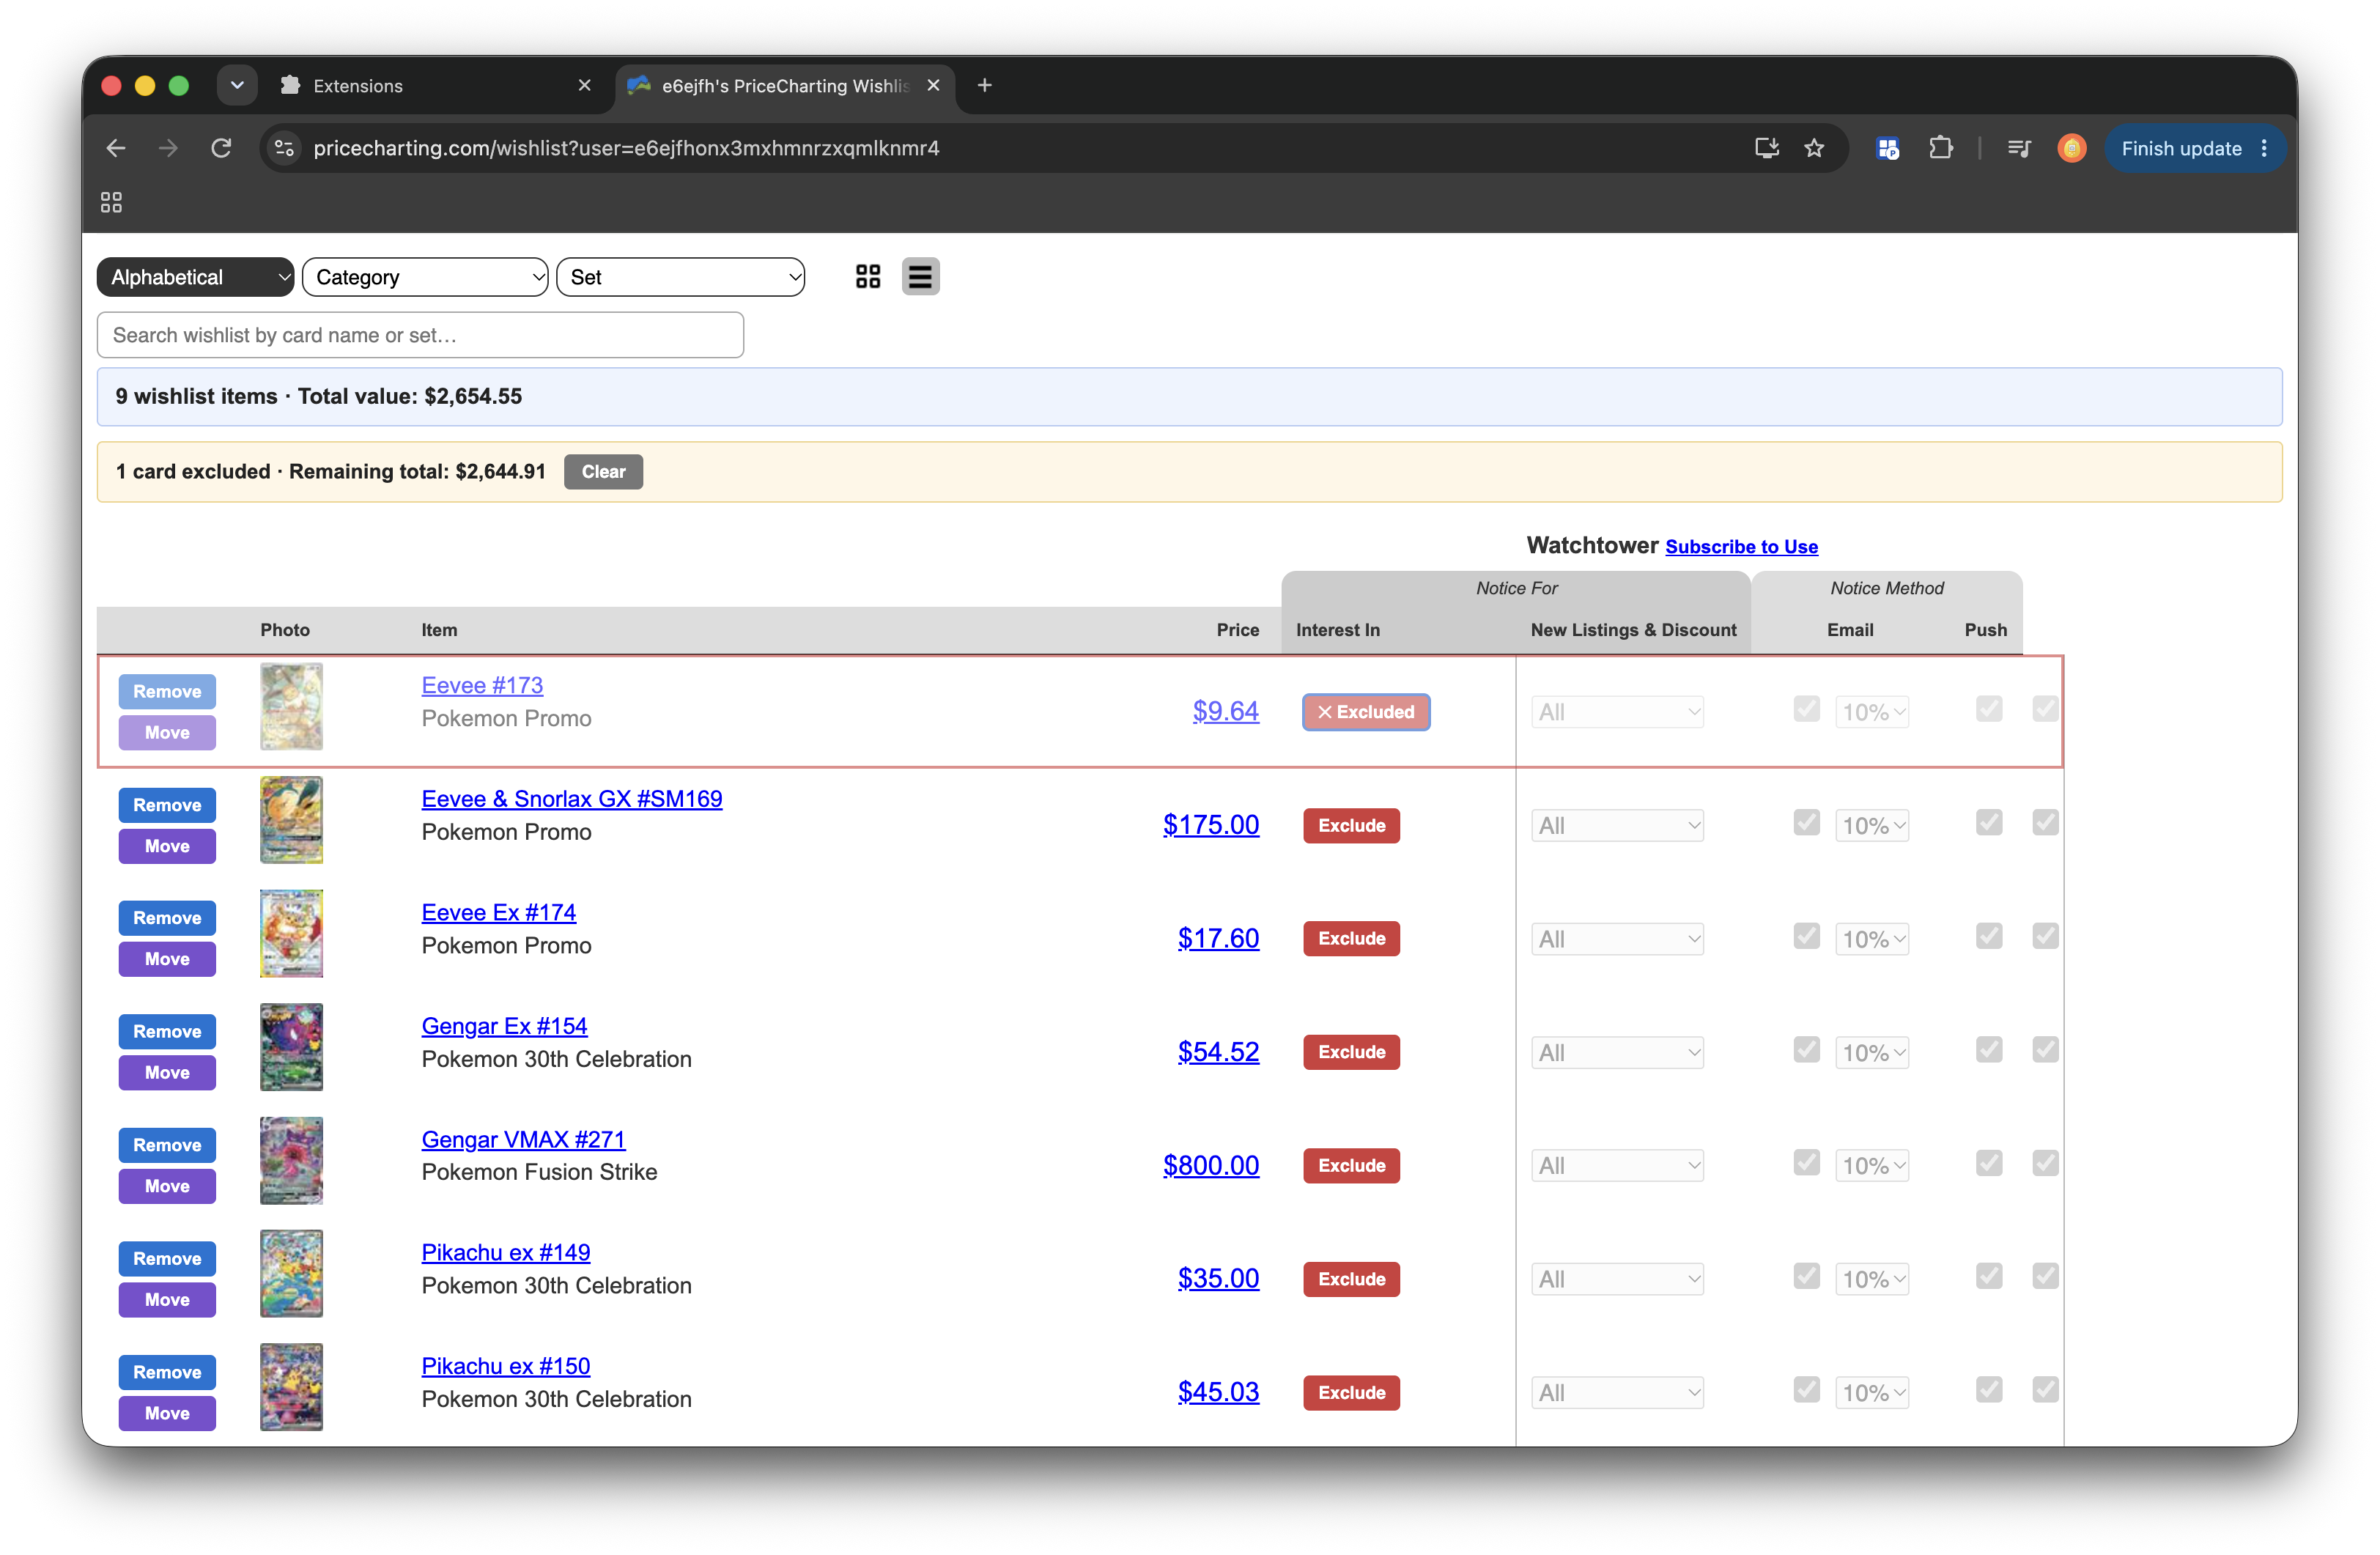 Extensions
e6ejfh's PriceCharting Wishlis
pricecharting.com/wishlist?user=e6ejfhonx3mxhmnrzxqmlknmr4
Finish update
Alphabetical Category Set
Search wishlist by card name or set...
9 wishlist items · Total value: $2,654.55
1 card excluded · Remaining total: $2,644.91 Clear
Watchtower Subscribe to Use
Notice For Notice Method
Photo Item Price Interest In New Listings & Discount Email Push
Remove
Move
Eevee #173
Pokemon Promo
$9.64 × Excluded All 10%
Remove
Move
Eevee & Snorlax GX #SM169
Pokemon Promo
$175.00 Exclude All 10%
Remove
Move
Eevee Ex #174
Pokemon Promo
$17.60 Exclude All 10%
Remove
Move
Gengar Ex #154
Pokemon 30th Celebration
$54.52 Exclude All 10%
Remove
Move
Gengar VMAX #271
Pokemon Fusion Strike
$800.00 Exclude All 10%
Remove
Move
Pikachu ex #149
Pokemon 30th Celebration
$35.00 Exclude All 10%
Remove
Move
Pikachu ex #150
Pokemon 30th Celebration
$45.03 Exclude All 10%